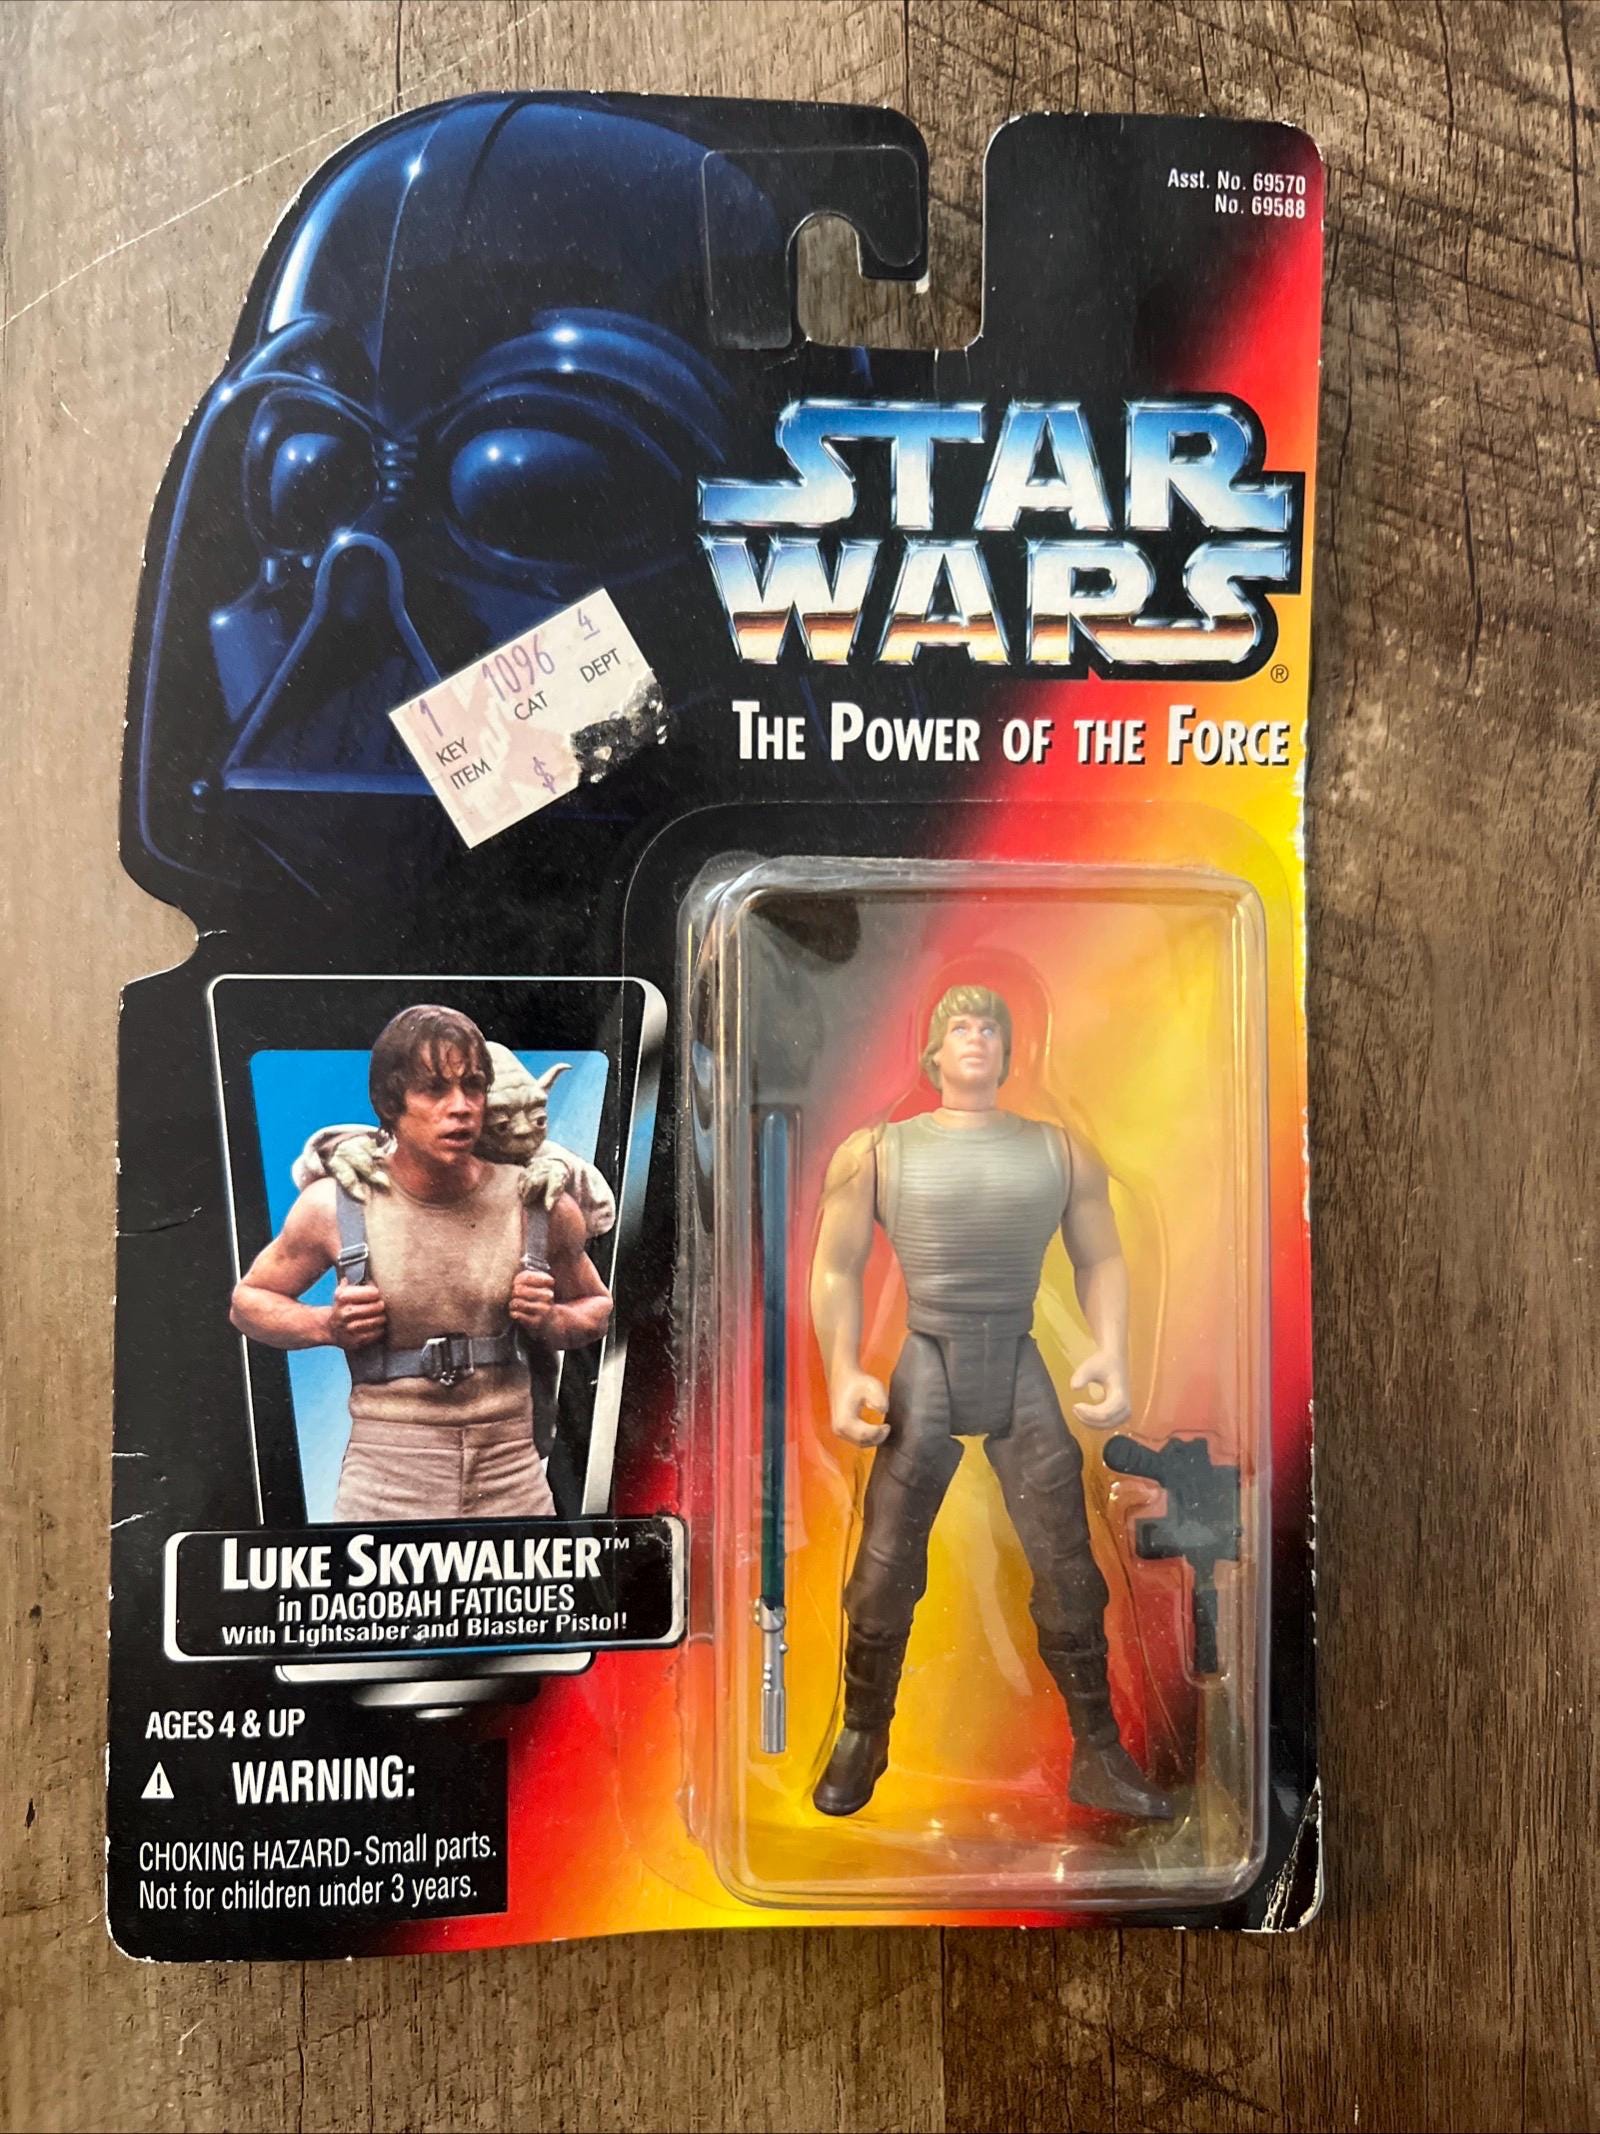 Asst. No. 69570
No. 69588
STAR
WARS®
THE POWER OF THE FORCE
1 1096 4
KEY CAT DEPT
ITEM $
LUKE SKYWALKER™
in DAGOBAH FATIGUES
With Lightsaber and Blaster Pistol!
AGES 4 & UP
WARNING:
CHOKING HAZARD-Small parts.
Not for children under 3 years.